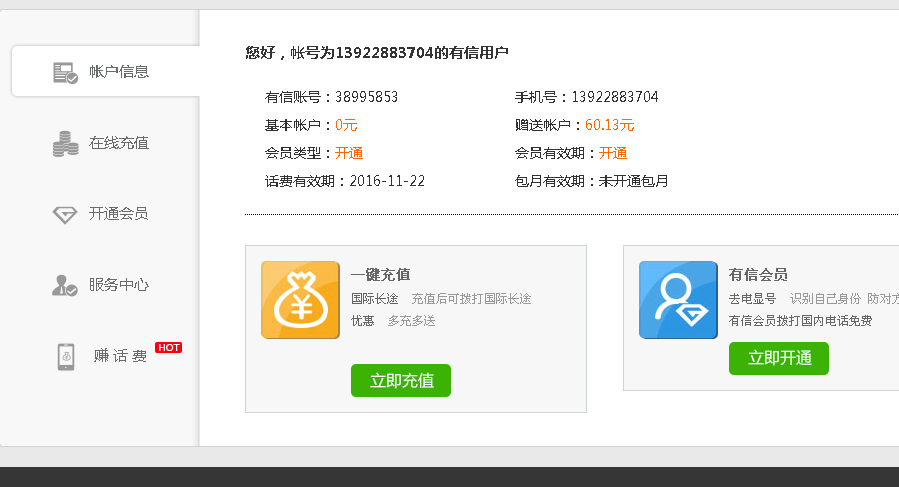 帐户信息
在线充值
开通会员
服务中心
赚话费 HOT
您好，帐号为13922883704的有信用户
有信账号：38995853 手机号：13922883704
基本帐户：0元 赠送帐户：60.13元
会员类型：开通 会员有效期：开通
话费有效期：2016-11-22 包月有效期：未开通包月
一键充值
国际长途 充值后可拨打国际长途
优惠 多充多送
立即充值
有信会员
去电显号 识别自己身份 防对方
有信会员拨打国内电话免费
立即开通